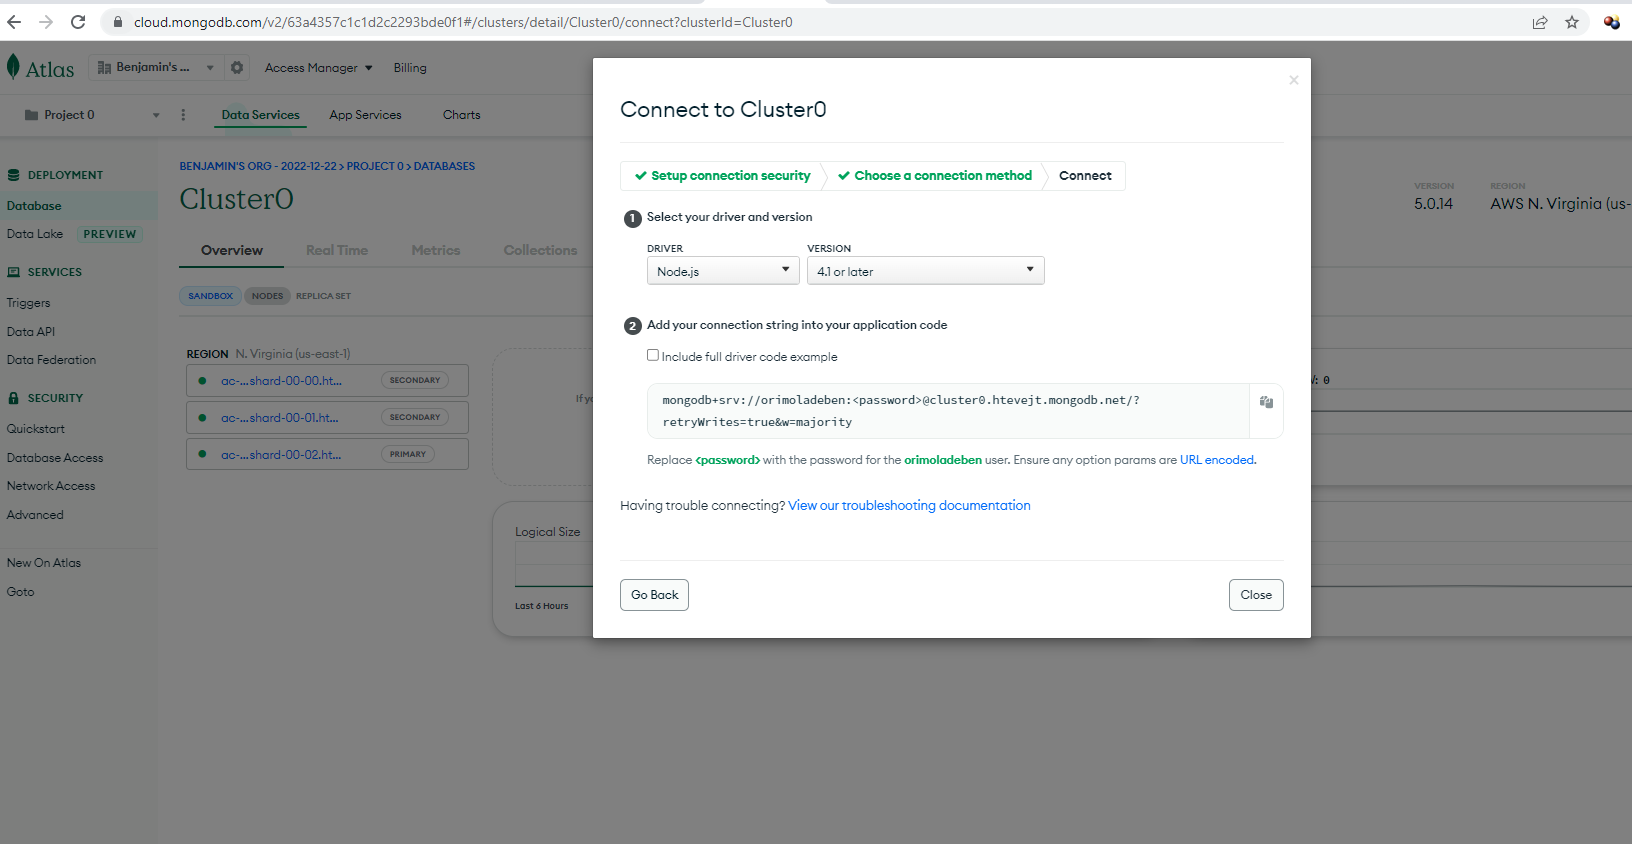 cloud.mongodb.com/v2/63a4357c1c1d2c2293bde0f1#/clusters/detail/Cluster0/connect?clusterId=Cluster0
Atlas
Benjamin's ...
Access Manager
Billing
Project 0
Data Services
App Services
Charts
DEPLOYMENT
Database
Data Lake
PREVIEW
SERVICES
Triggers
Data API
Data Federation
SECURITY
Quickstart
Database Access
Network Access
Advanced
New On Atlas
Goto
BENJAMIN'S ORG - 2022-12-22 > PROJECT 0 > DATABASES
Cluster0
VERSION
5.0.14
REGION
AWS N. Virginia (us-
Overview
Real Time
Metrics
Collections
SANDBOX
NODES
REPLICA SET
REGION N. Virginia (us-east-1)
ac-...shard-00-00.ht...
SECONDARY
ac-...shard-00-01.ht...
SECONDARY
ac-...shard-00-02.ht...
PRIMARY
Logical Size
Last 6 Hours
Connect to Cluster0
Setup connection security
Choose a connection method
Connect
1 Select your driver and version
DRIVER
Node.js
VERSION
4.1 or later
2 Add your connection string into your application code
Include full driver code example
mongodb+srv://orimoladeben:<password>@cluster0.htevejt.mongodb.net/?
retryWrites=true&w=majority
Replace <password> with the password for the orimoladeben user. Ensure any option params are URL encoded.
Having trouble connecting? View our troubleshooting documentation
Go Back
Close